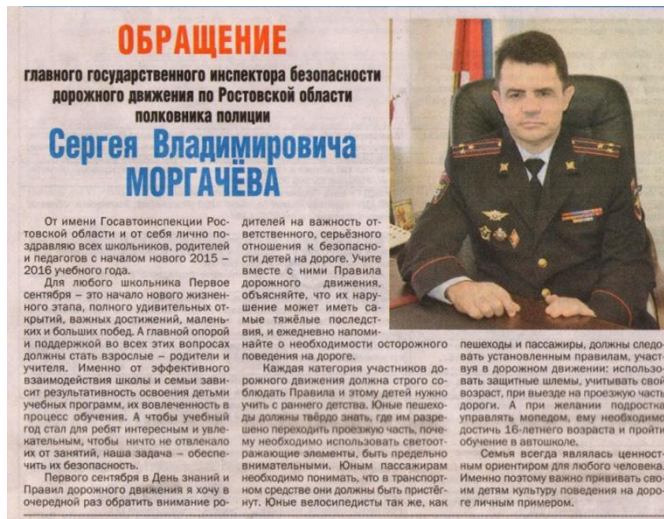 ОБРАЩЕНИЕ
главного государственного инспектора безопасности
дорожного движения по Ростовской области
полковника полиции
Сергея Владимировича
МОРГАЧЁВА
От имени Госавтоинспекции Рос-
товской области и от себя лично по-
здравляю всех школьников, родителей
и педагогов с началом нового 2015 –
2016 учебного года.
Для любого школьника Первое
сентября – это начало нового жизнен-
ного этапа, полного удивительных от-
крытий, важных достижений, малень-
ких и больших побед. А главной опорой
и поддержкой во всех этих вопросах
должны стать взрослые – родители и
учителя. Именно от эффективного
взаимодействия школы и семьи зави-
сит результативность освоения детьми
учебных программ, их вовлеченность в
процесс обучения. А чтобы учебный
год стал для ребят интересным и увле-
кательным, чтобы ничто не отвлекало
их от занятий, наша задача – обеспе-
чить их безопасность.
Первого сентября в День знаний и
Правил дорожного движения я хочу в
очередной раз обратить внимание ро-
дителей на важность от-
ветственного, серьёзного
отношения к безопасно-
сти детей на дороге. Учите
вместе с ними Правила
дорожного движения,
объясняйте, что их нару-
шение может иметь са-
мые тяжёлые последст-
вия, и ежедневно напоми-
найте о необходимости осторожного
поведения на дороге.
Каждая категория участников до-
рожного движения должна строго со-
блюдать Правила и этому детей нужно
учить с раннего детства. Юные пешехо-
ды должны твёрдо знать, где им разре-
шено переходить проезжую часть, поче-
му необходимо использовать светоот-
ражающие элементы, быть предельно
внимательными. Юным пассажирам
необходимо понимать, что в транспорт-
ном средстве они должны быть пристёг-
нут. Юные велосипедисты так же, как
пешеходы и пассажиры, должны следо-
вать установленным правилам, участ-
вуя в дорожном движении: использо-
вать защитные шлемы, учитывать свой
возраст, при выезде на проезжую часть
дороги. А при желании подростка
управлять мопедом, ему необходимо
достичь 16-летнего возраста и пройти
обучение в автошколе.
Семья всегда являлась ценност-
ным ориентиром для любого человека.
Именно поэтому важно прививать сво-
им детям культуру поведения на доро-
ге личным примером.